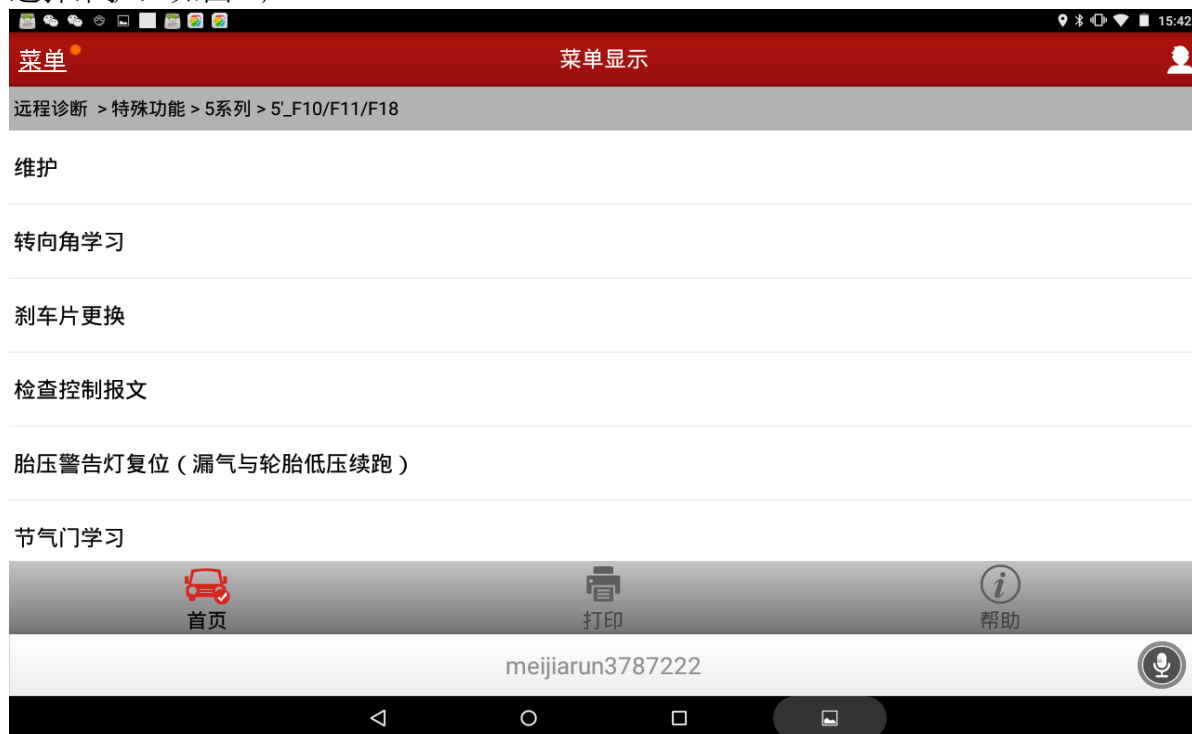 15:42
菜单
菜单显示
远程诊断 > 特殊功能 > 5系列 > 5'_F10/F11/F18
维护
转向角学习
刹车片更换
检查控制报文
胎压警告灯复位（漏气与轮胎低压续跑）
节气门学习
首页
打印
帮助
meijiarun3787222